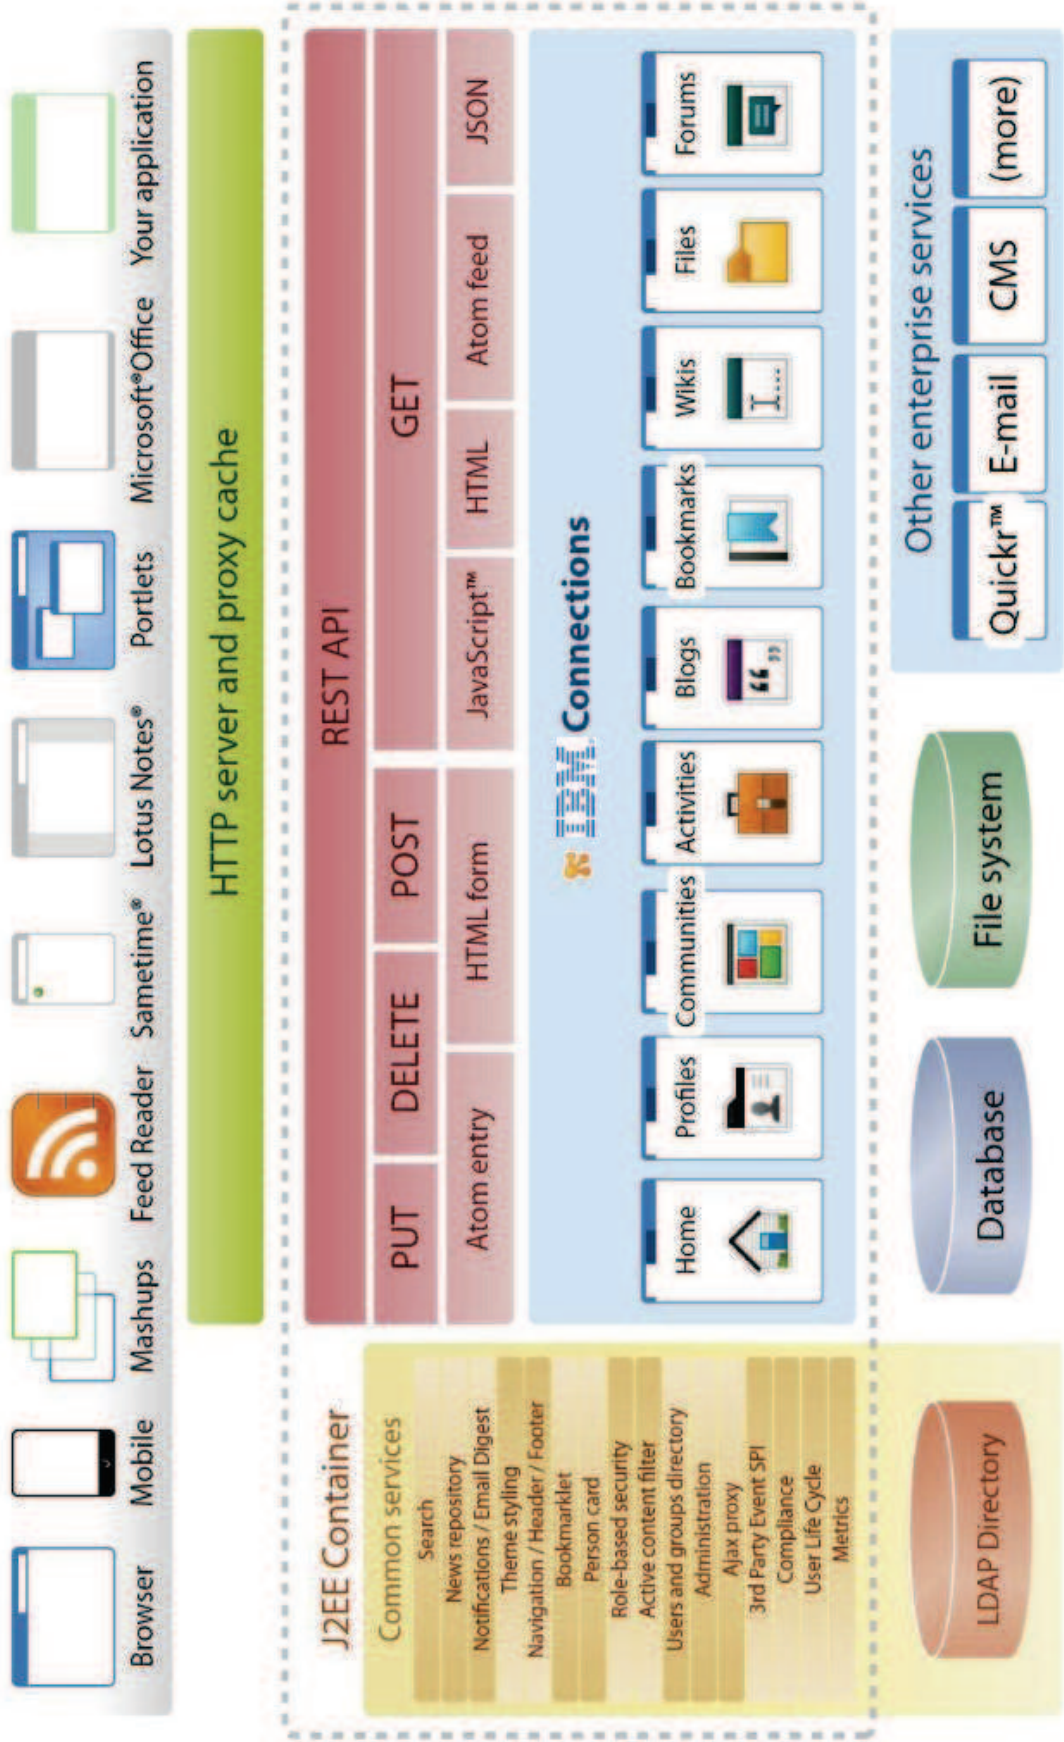 Browser
Mobile
Mashups
Feed Reader
Sametime®
Lotus Notes®
Portlets
Microsoft®Office
Your application
HTTP server and proxy cache
J2EE Container
REST API
PUT
DELETE
POST
GET
Atom entry
HTML form
JavaScript™
HTML
Atom feed
JSON
Common services
Search
News repository
Notifications / Email Digest
Theme styling
Navigation / Header / Footer
Bookmarklet
Person card
Role-based security
Active content filter
Users and groups directory
Administration
Ajax proxy
3rd Party Event SPI
Compliance
User Life Cycle
Metrics
IBM Connections
Home
Profiles
Communities
Activities
Blogs
Bookmarks
Wikis
Files
Forums
LDAP Directory
Database
File system
Other enterprise services
Quickr™
E-mail
CMS
(more)